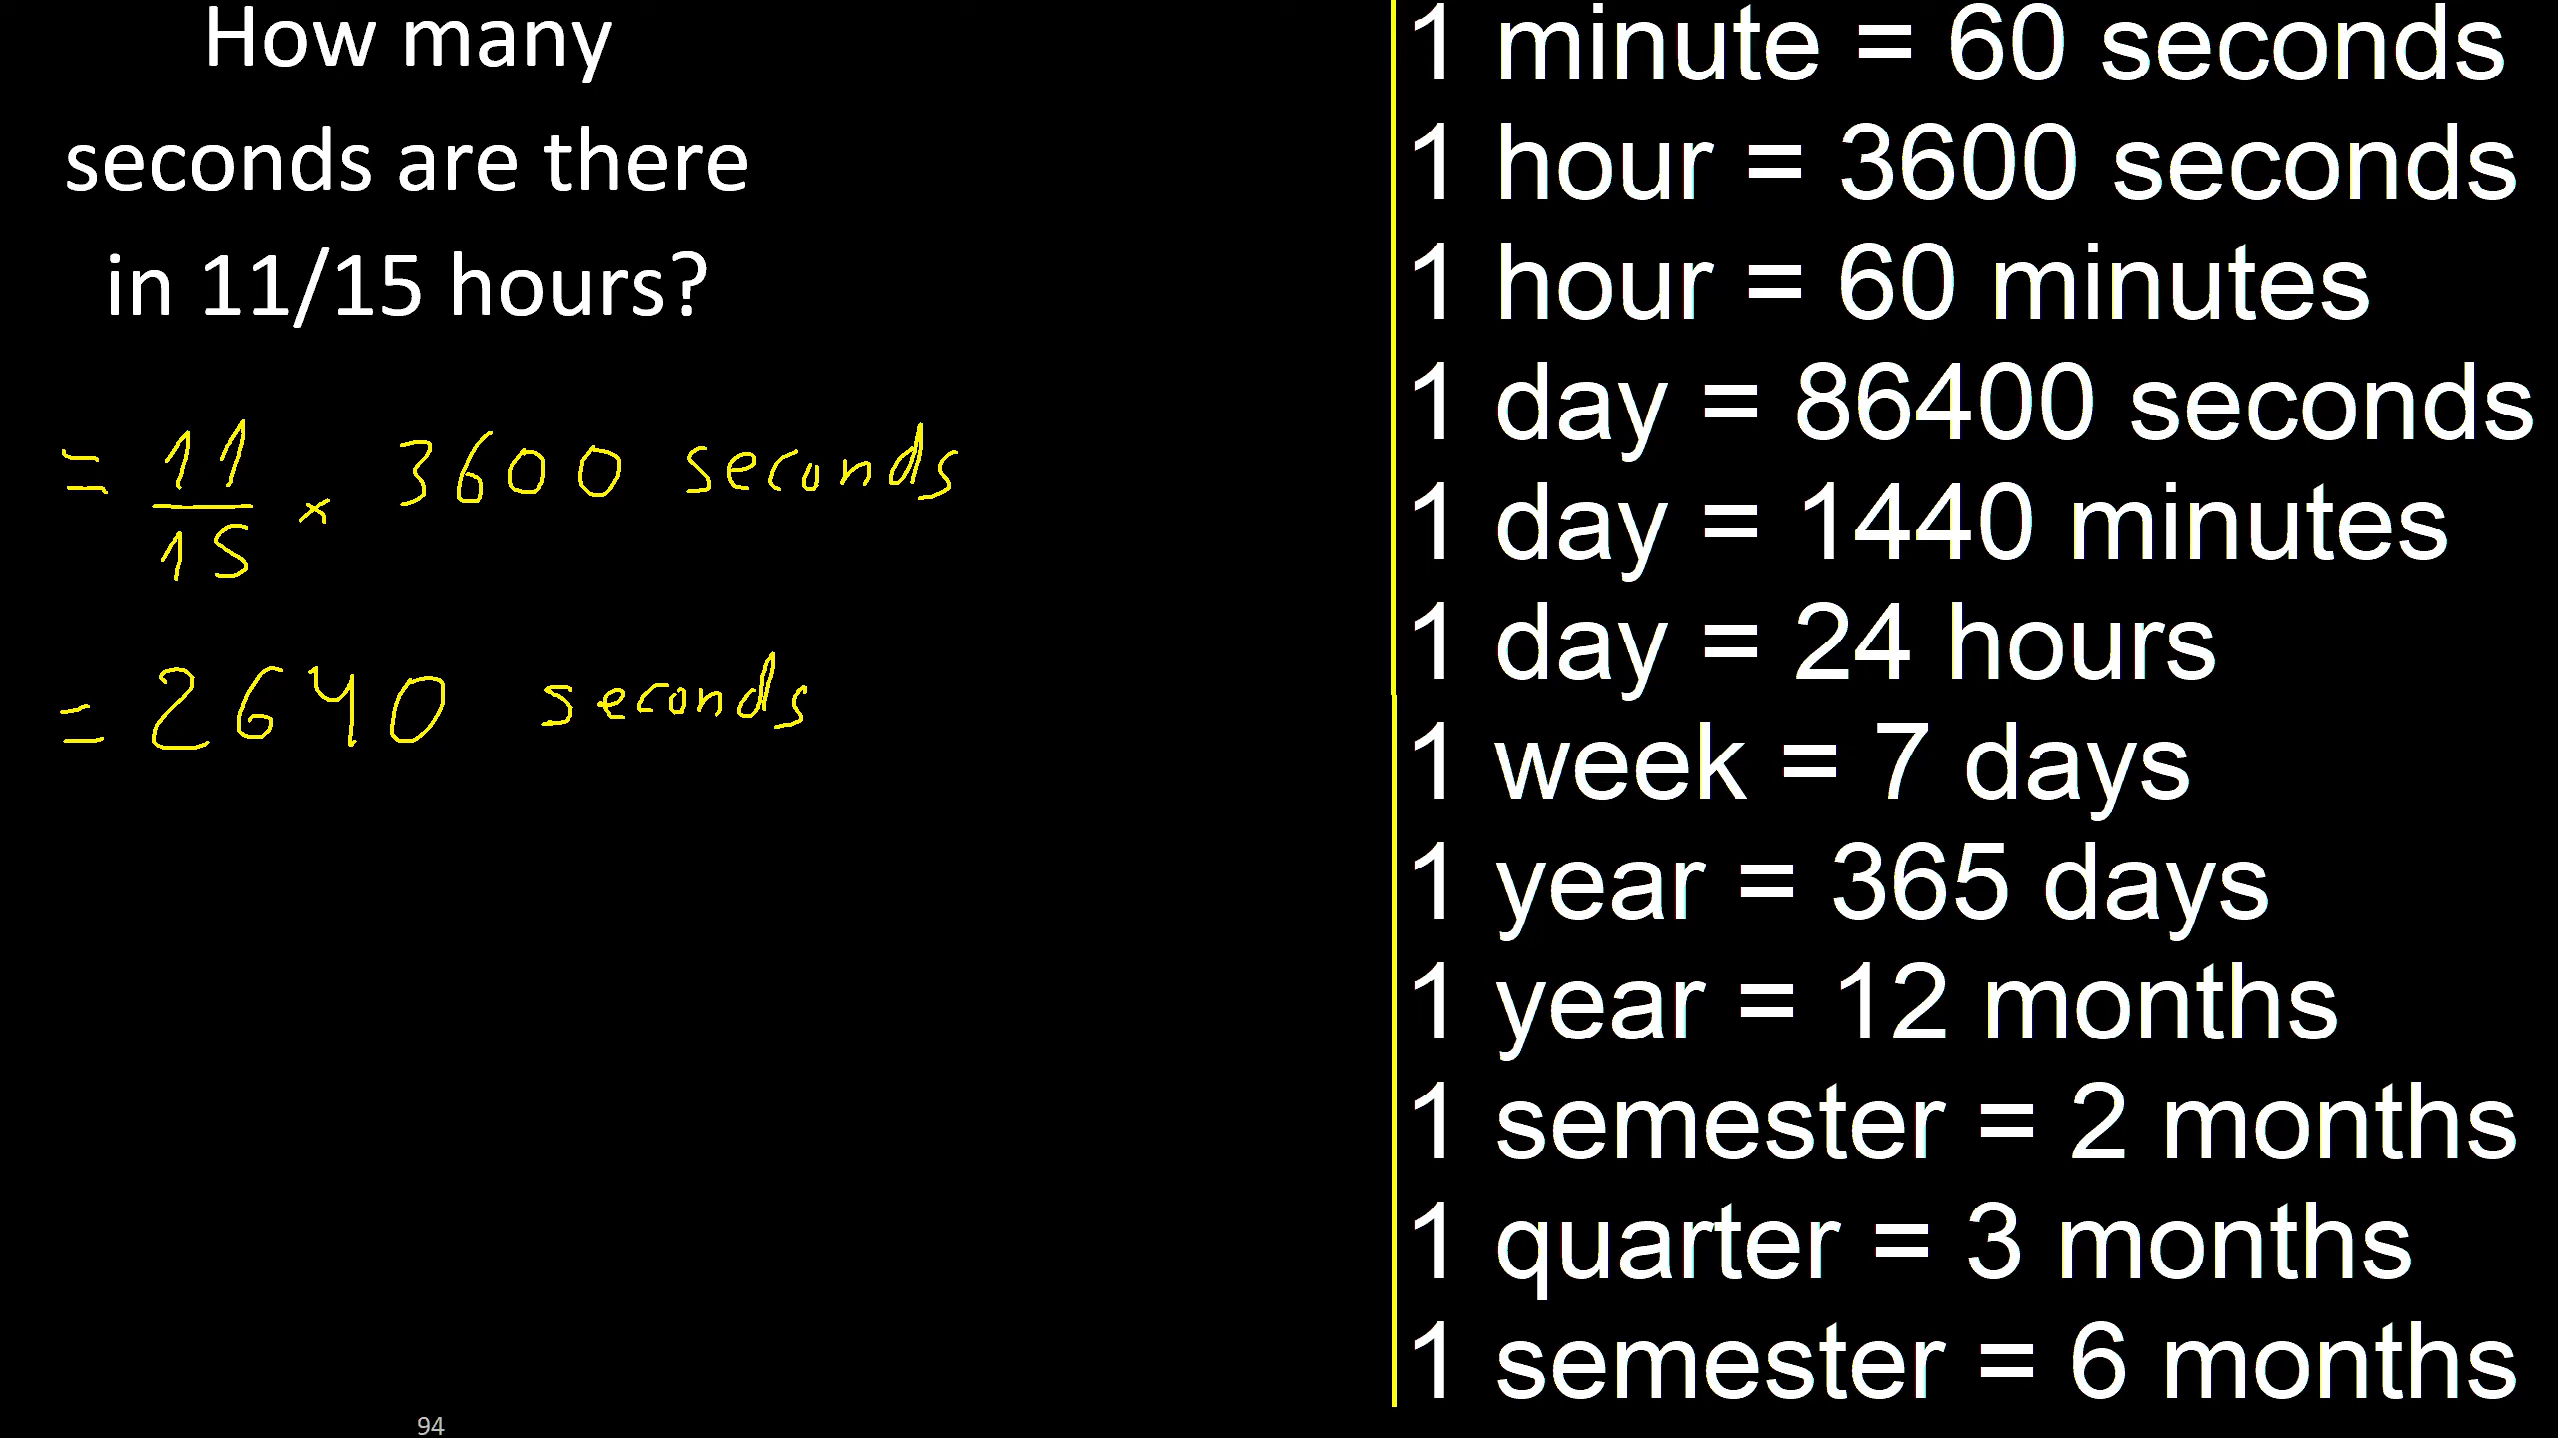 How many
seconds are there
in 11/15 hours?
= 11/15 × 3600 seconds
= 2640 seconds
94
1 minute = 60 seconds
1 hour = 3600 seconds
1 hour = 60 minutes
1 day = 86400 seconds
1 day = 1440 minutes
1 day = 24 hours
1 week = 7 days
1 year = 365 days
1 year = 12 months
1 semester = 2 months
1 quarter = 3 months
1 semester = 6 months